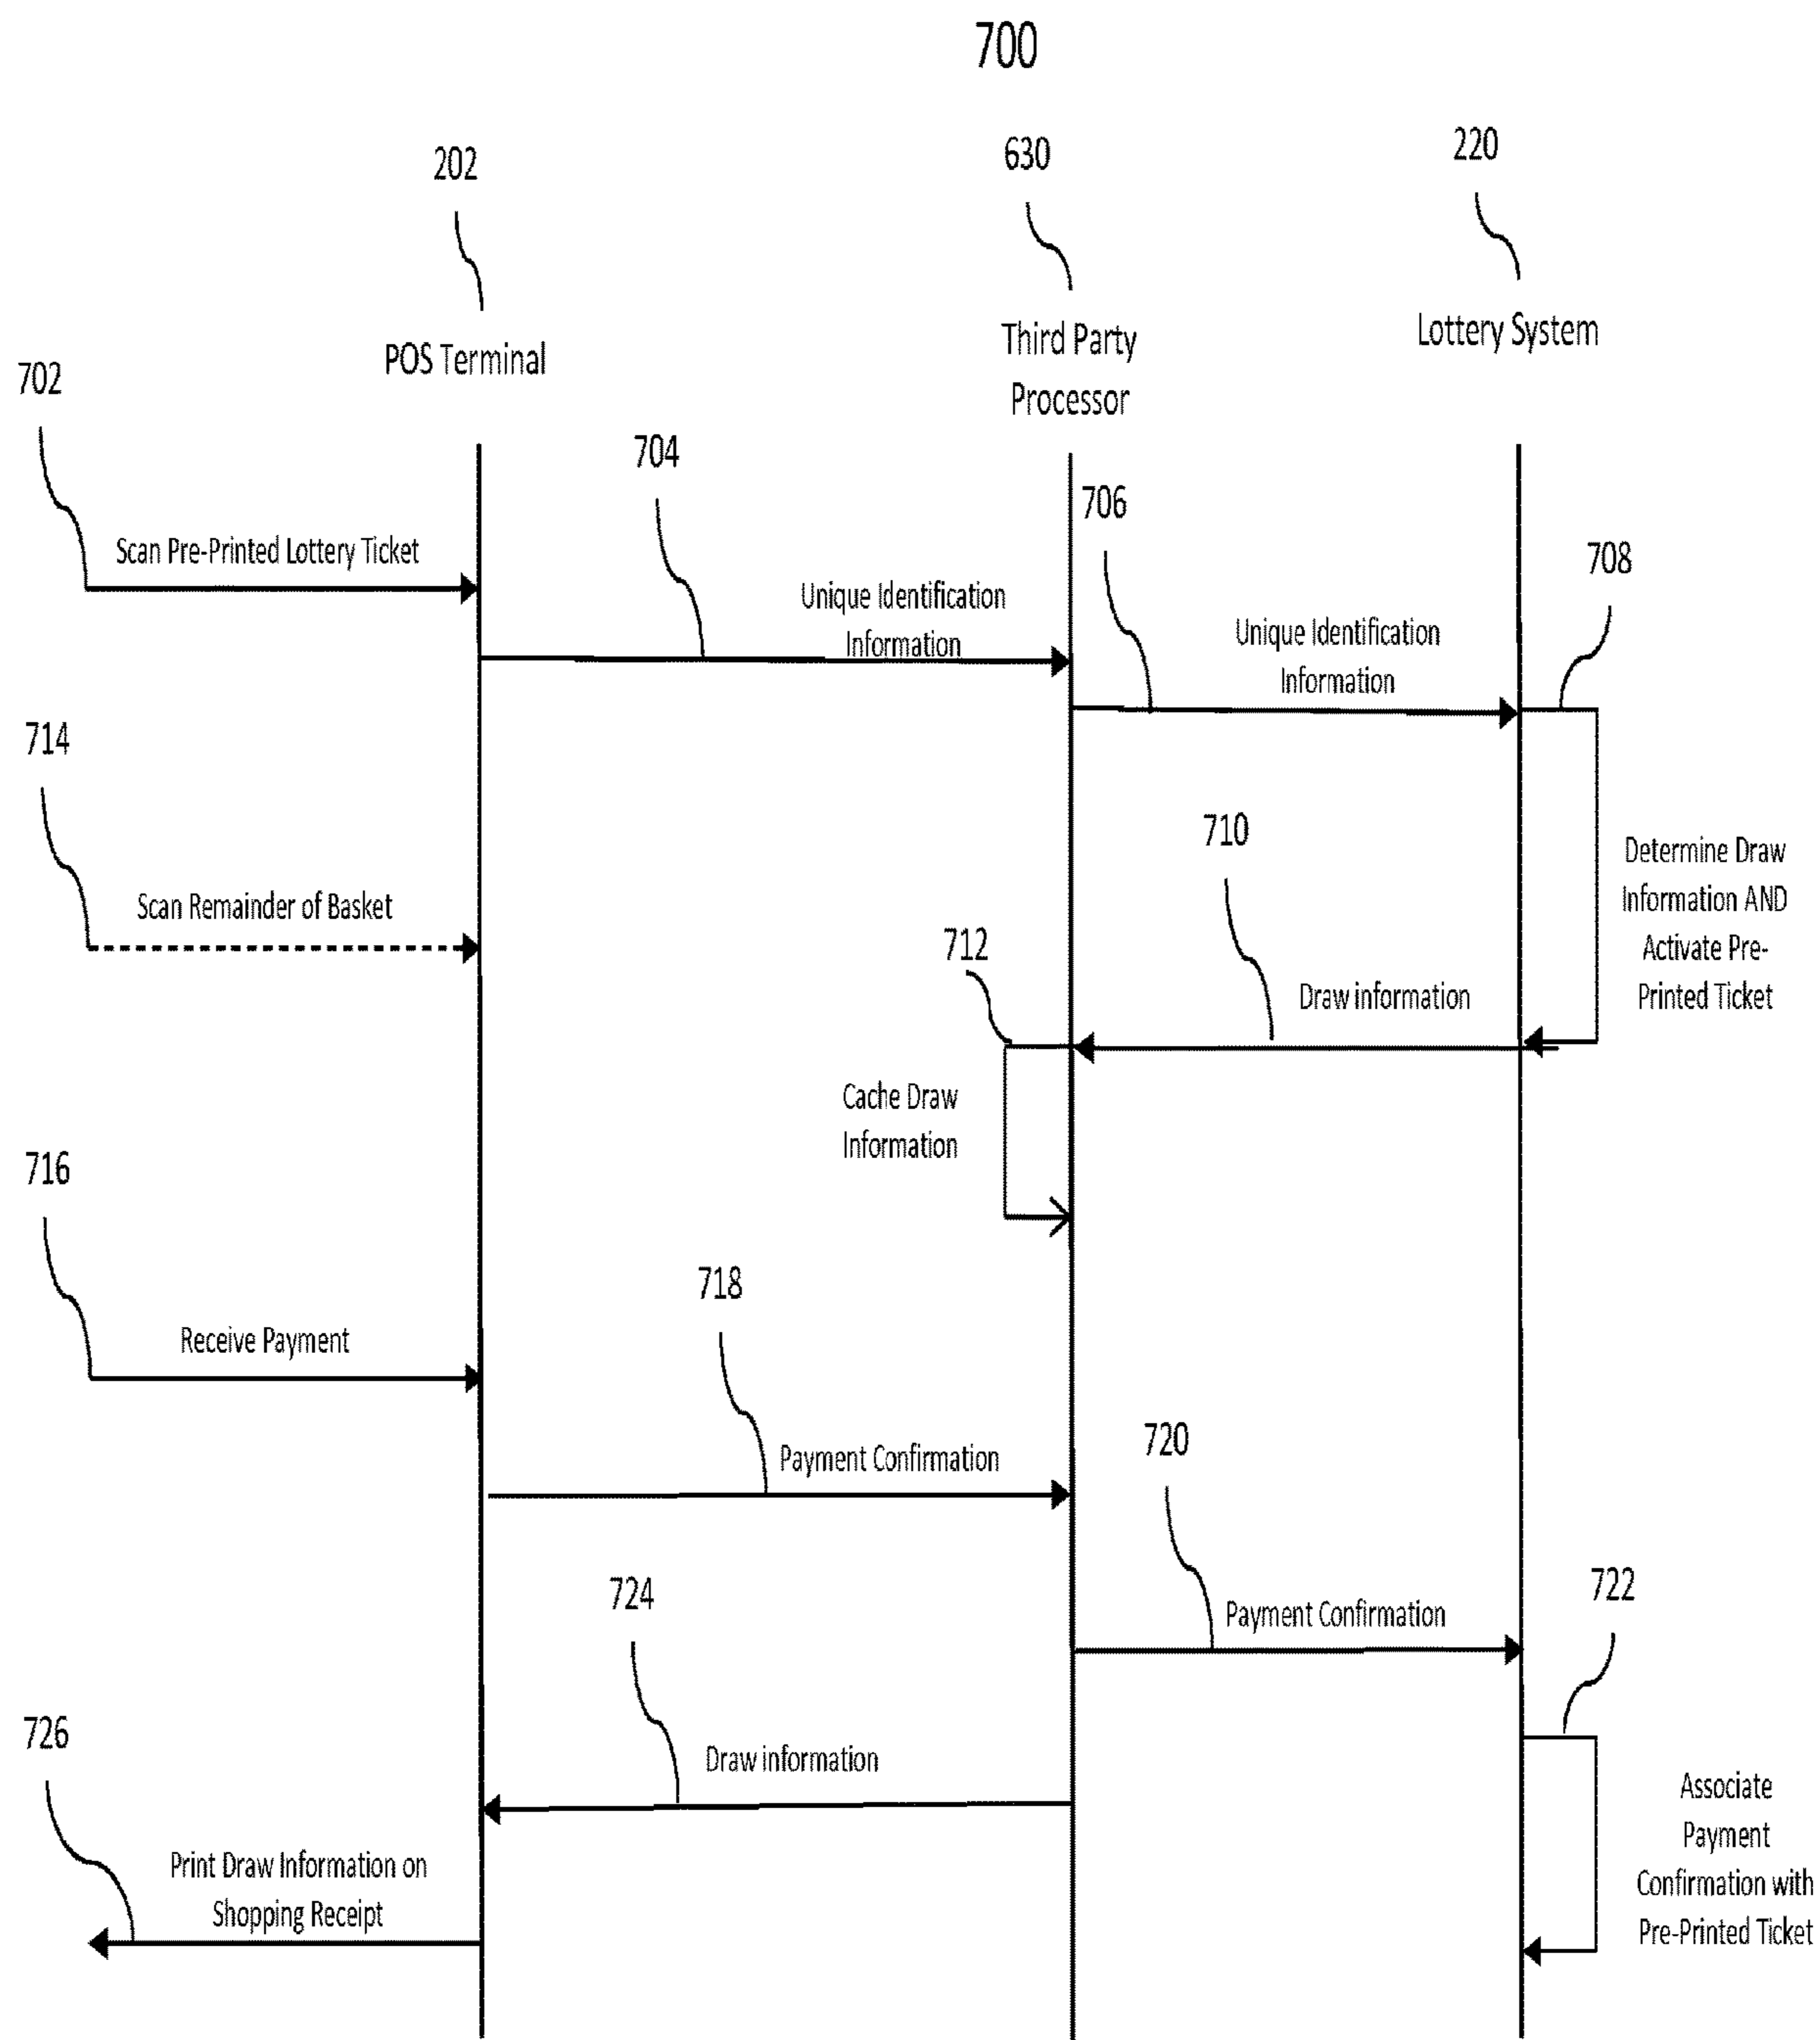 700
202
630
220
POS Terminal
Third Party
Processor
Lottery System
702
Scan Pre-Printed Lottery Ticket
704
Unique Identification
Information
706
Unique Identification
Information
708
Determine Draw
Information AND
Activate Pre-
Printed Ticket
714
Scan Remainder of Basket
710
Draw information
712
Cache Draw
Information
716
Receive Payment
718
Payment Confirmation
720
Payment Confirmation
722
Associate
Payment
Confirmation with
Pre-Printed Ticket
724
Draw information
726
Print Draw Information on
Shopping Receipt